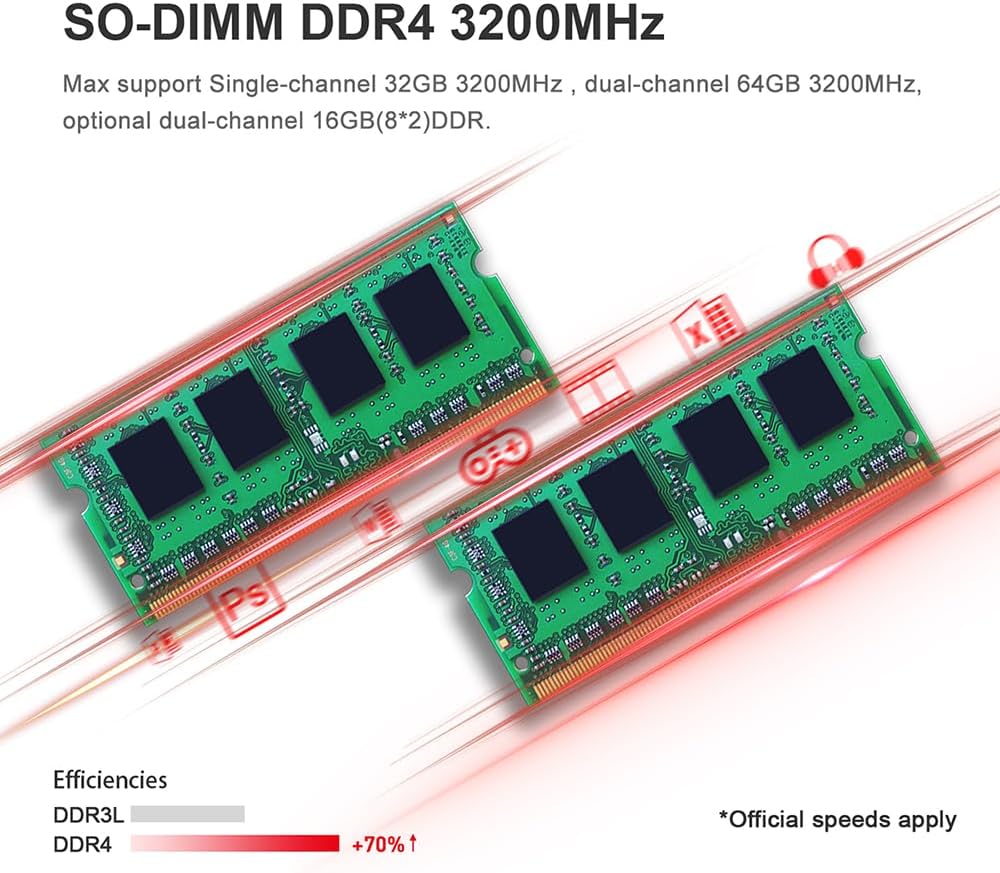 SO-DIMM DDR4 3200MHz
Max support Single-channel 32GB 3200MHz , dual-channel 64GB 3200MHz,
optional dual-channel 16GB(8*2)DDR.
X
Ps
Efficiencies
DDR3L
DDR4 +70%↑
*Official speeds apply